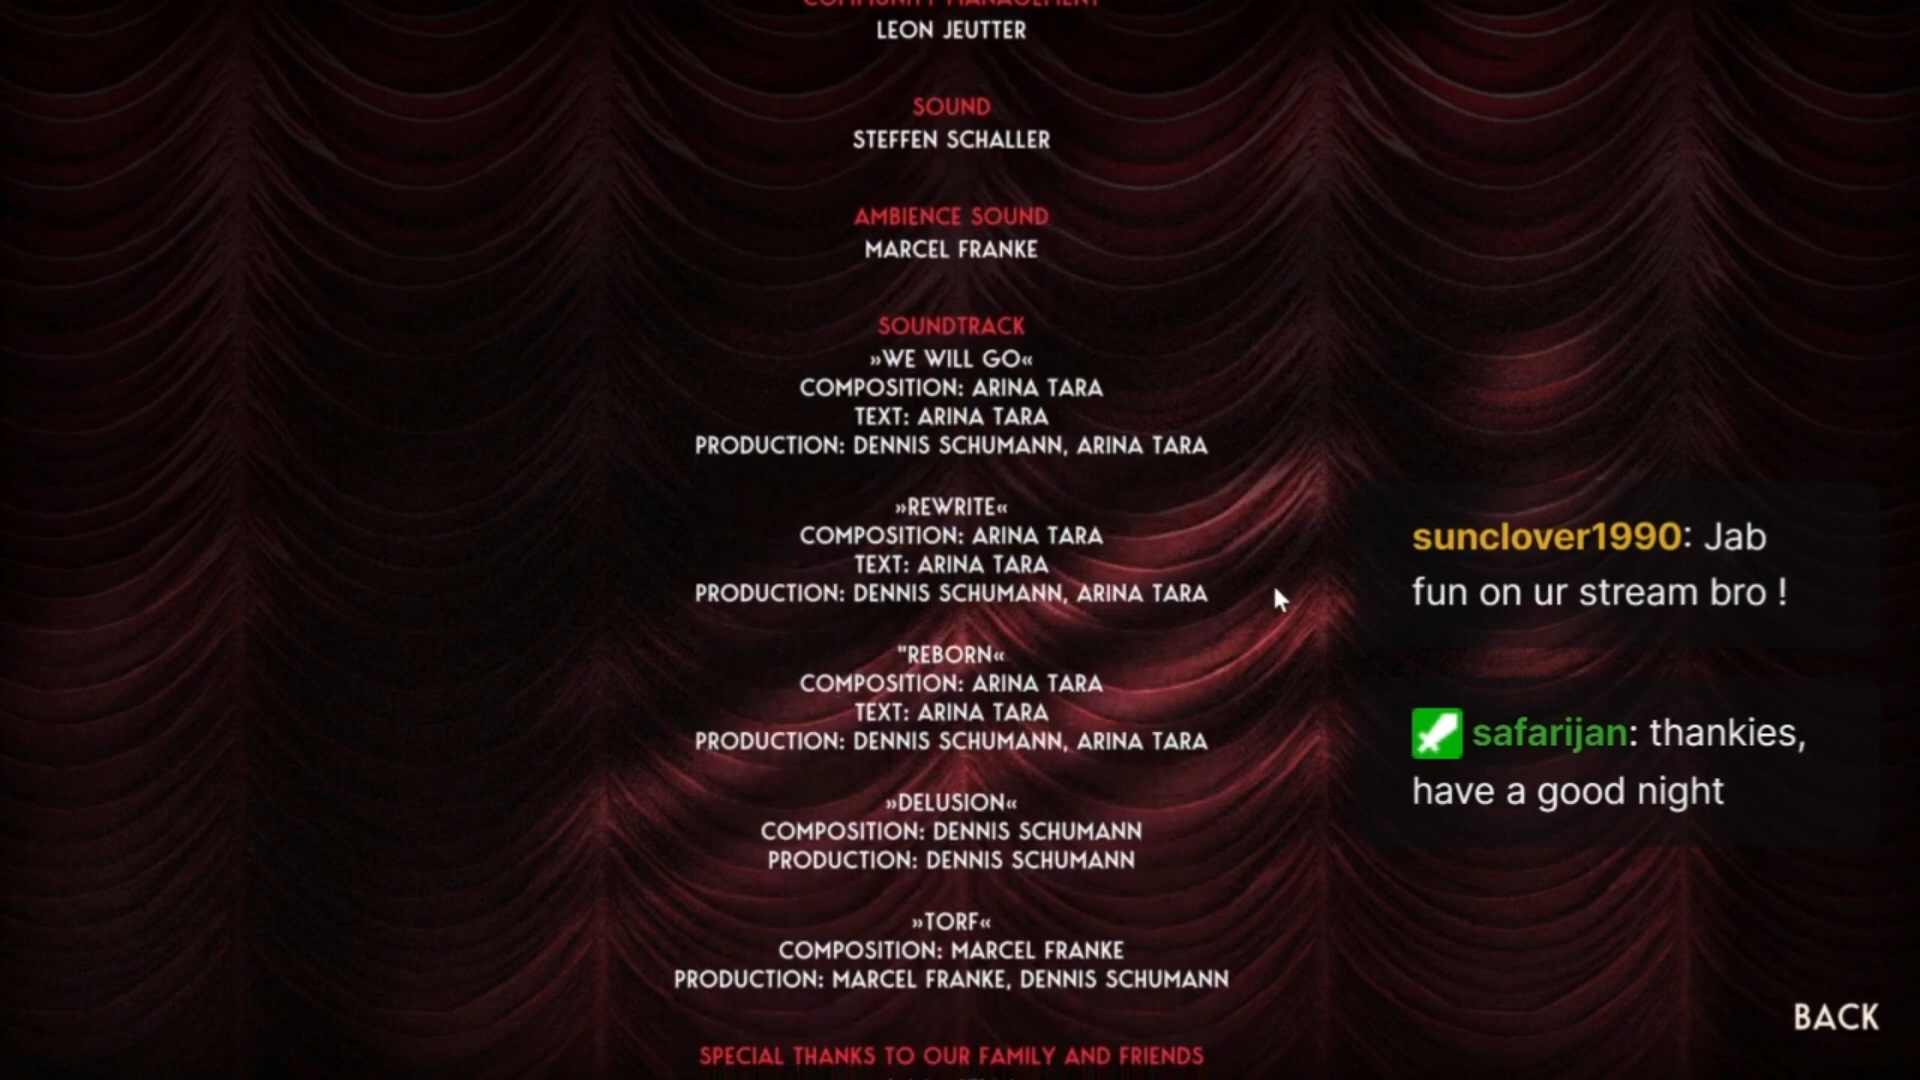 COMMUNITY MANAGEMENT
LEON JEUTTER
SOUND
STEFFEN SCHALLER
AMBIENCE SOUND
MARCEL FRANKE
SOUNDTRACK
»WE WILL GO«
COMPOSITION: ARINA TARA
TEXT: ARINA TARA
PRODUCTION: DENNIS SCHUMANN, ARINA TARA
»REWRITE«
COMPOSITION: ARINA TARA
TEXT: ARINA TARA
PRODUCTION: DENNIS SCHUMANN, ARINA TARA
"REBORN«
COMPOSITION: ARINA TARA
TEXT: ARINA TARA
PRODUCTION: DENNIS SCHUMANN, ARINA TARA
»DELUSION«
COMPOSITION: DENNIS SCHUMANN
PRODUCTION: DENNIS SCHUMANN
»TORF«
COMPOSITION: MARCEL FRANKE
PRODUCTION: MARCEL FRANKE, DENNIS SCHUMANN
SPECIAL THANKS TO OUR FAMILY AND FRIENDS
sunclover1990: Jab
fun on ur stream bro !
safarijan: thankies,
have a good night
BACK